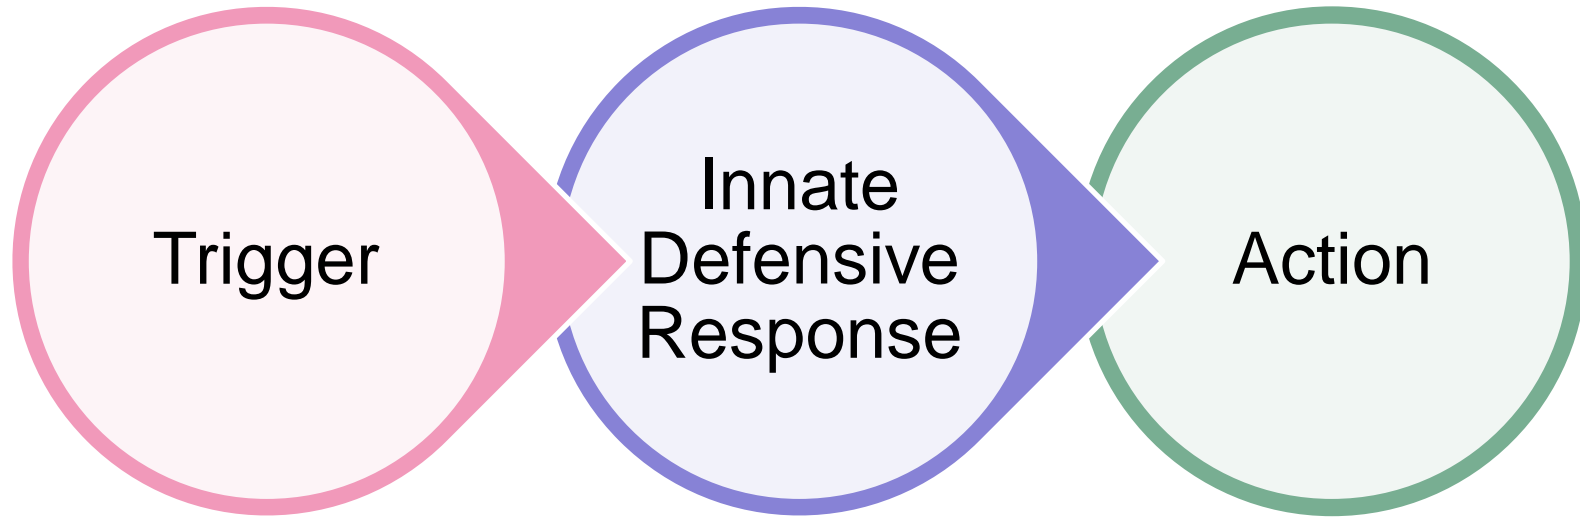 Trigger
Innate
Defensive
Response
Action